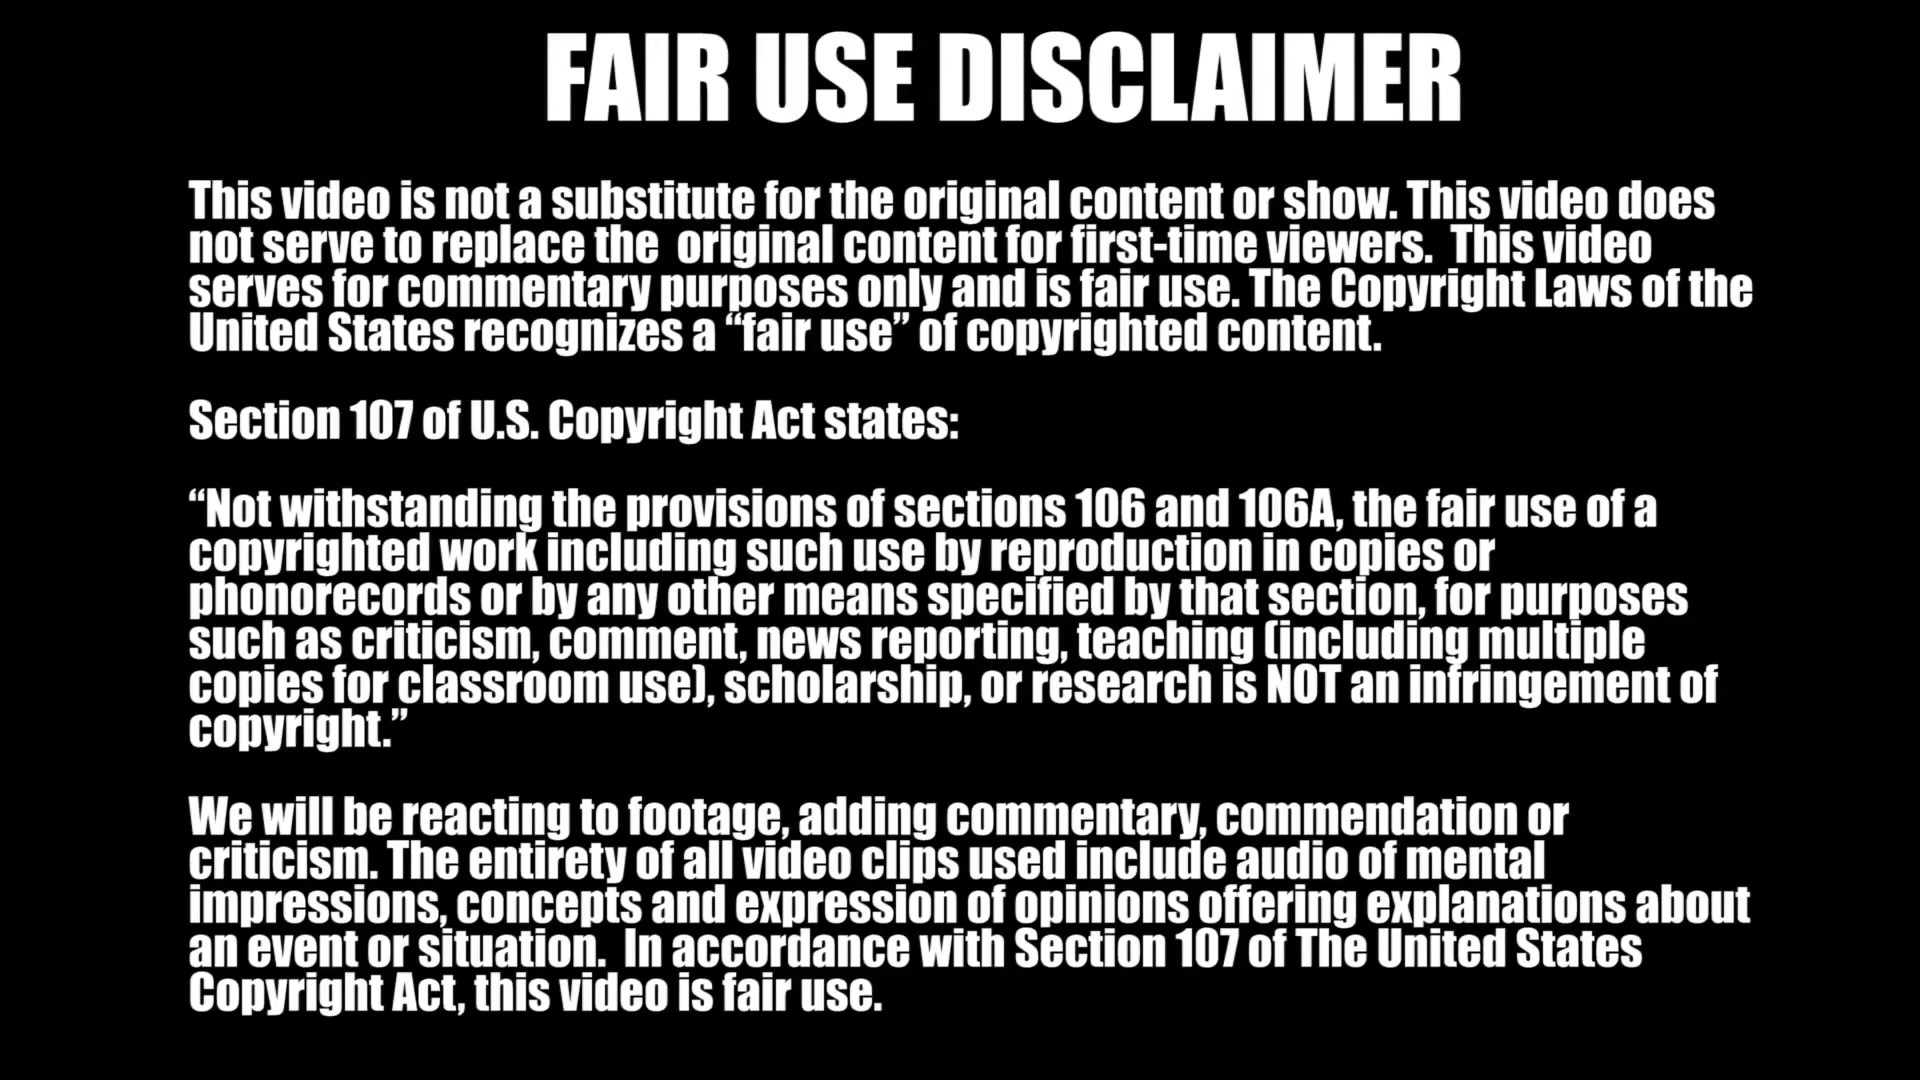 FAIR USE DISCLAIMER
This video is not a substitute for the original content or show. This video does
not serve to replace the  original content for first-time viewers.  This video
serves for commentary purposes only and is fair use. The Copyright Laws of the
United States recognizes a “fair use” of copyrighted content.
Section 107 of U.S. Copyright Act states:
“Not withstanding the provisions of sections 106 and 106A, the fair use of a
copyrighted work including such use by reproduction in copies or
phonorecords or by any other means specified by that section, for purposes
such as criticism, comment, news reporting, teaching (including multiple
copies for classroom use), scholarship, or research is NOT an infringement of
copyright.”
We will be reacting to footage, adding commentary, commendation or
criticism. The entirety of all video clips used include audio of mental
impressions, concepts and expression of opinions offering explanations about
an event or situation.  In accordance with Section 107 of The United States
Copyright Act, this video is fair use.